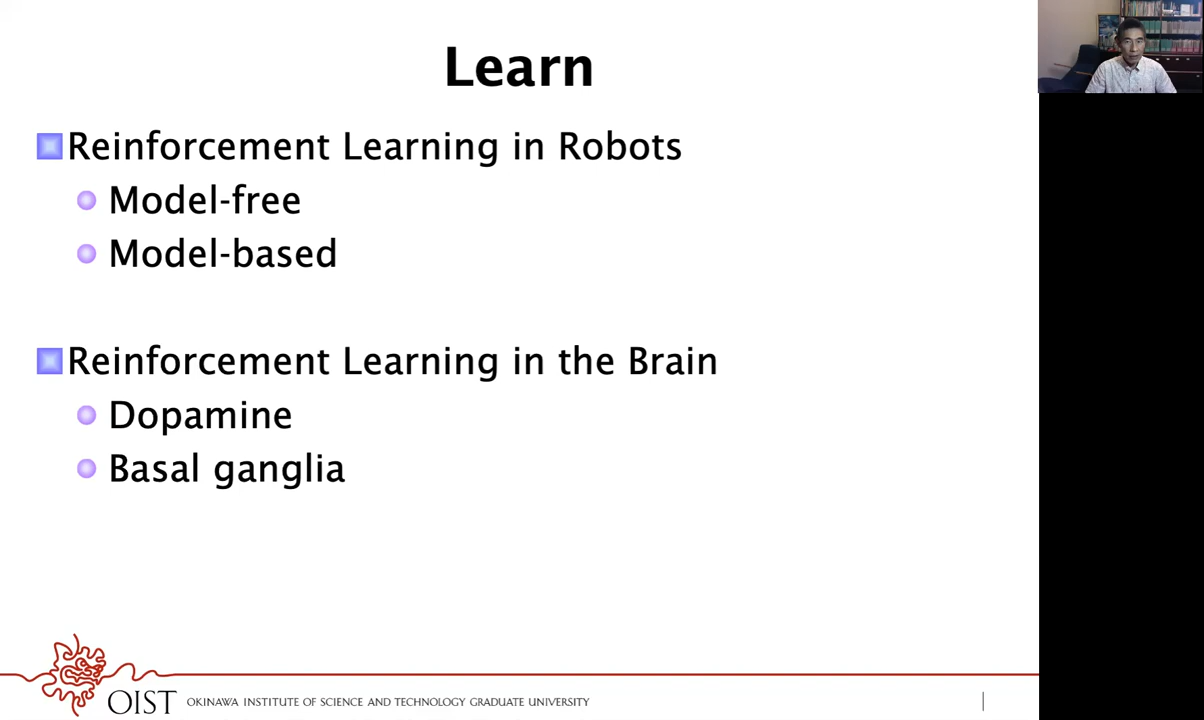 Learn
Reinforcement Learning in Robots
Model-free
Model-based
Reinforcement Learning in the Brain
Dopamine
Basal ganglia
OIST OKINAWA INSTITUTE OF SCIENCE AND TECHNOLOGY GRADUATE UNIVERSITY